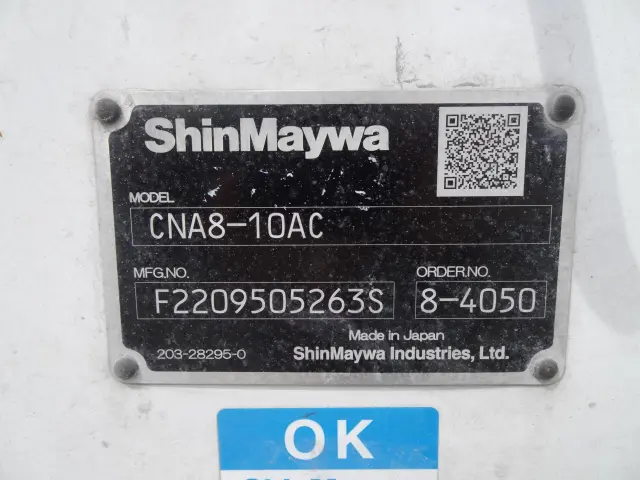 ShinMaywa
MODEL
CNA8-10AC
MFG.NO. ORDER.NO.
F2209505263S 8-4050
Made in Japan
203-28295-0 ShinMaywa Industries, Ltd.
OK